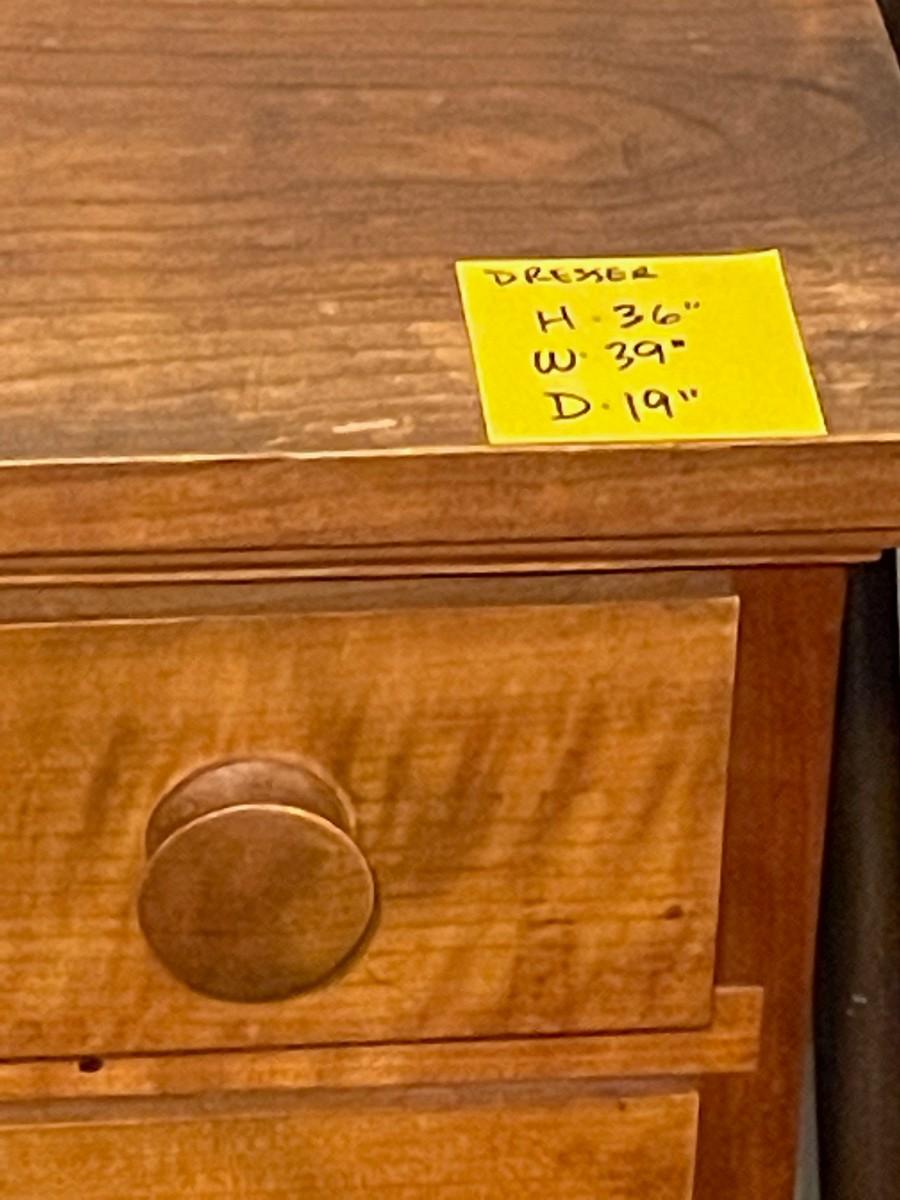 DRESSER
H · 36"
W · 39"
D · 19"